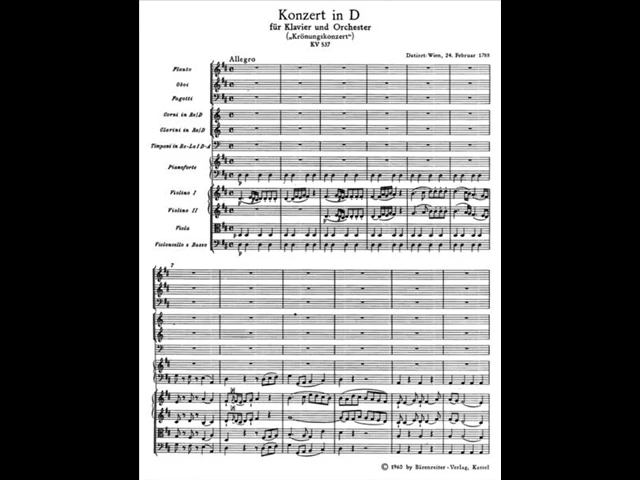 Konzert in D
für Klavier und Orchester
(„Krönungskonzert“)
KV 537
Datiert: Wien, 24. Februar 1788
Allegro
Flauto
Oboi
Fagotti
Corni in Re/D
Clarini in Re/D
Timpani in Re-La / D-A
Pianoforte
Violino I
Violino II
Viola
Violoncello e Basso
p
p
p
p
p
7
© 1960 by Bärenreiter-Verlag, Kassel